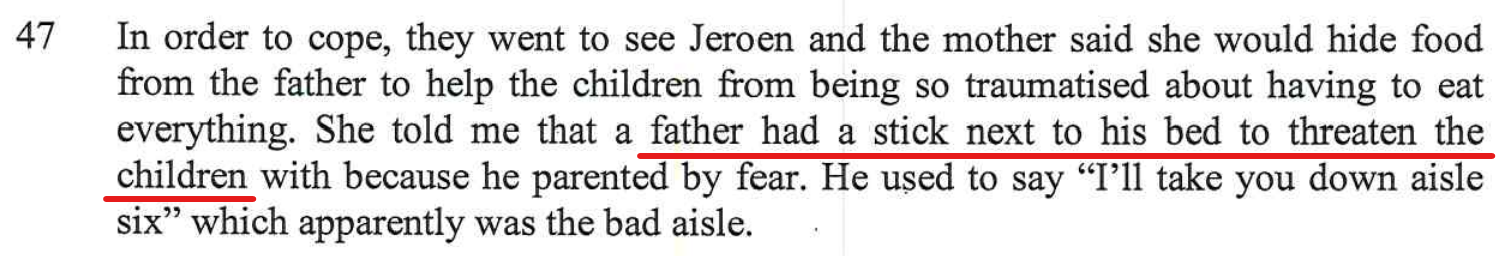 47 In order to cope, they went to see Jeroen and the mother said she would hide food
from the father to help the children from being so traumatised about having to eat
everything. She told me that a father had a stick next to his bed to threaten the
children with because he parented by fear. He used to say “I’ll take you down aisle
six” which apparently was the bad aisle.